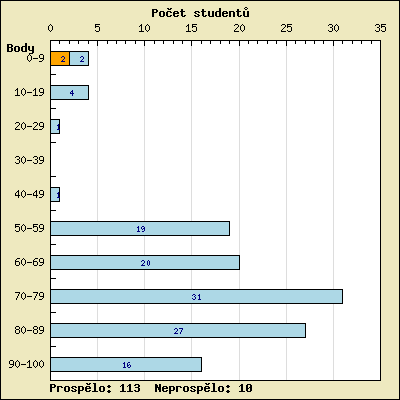 Počet studentů
0 5 10 15 20 25 30 35
Body
0-9 2 2
10-19 4
20-29 1
30-39
40-49 1
50-59 19
60-69 20
70-79 31
80-89 27
90-100 16
Prospělo: 113 Neprospělo: 10